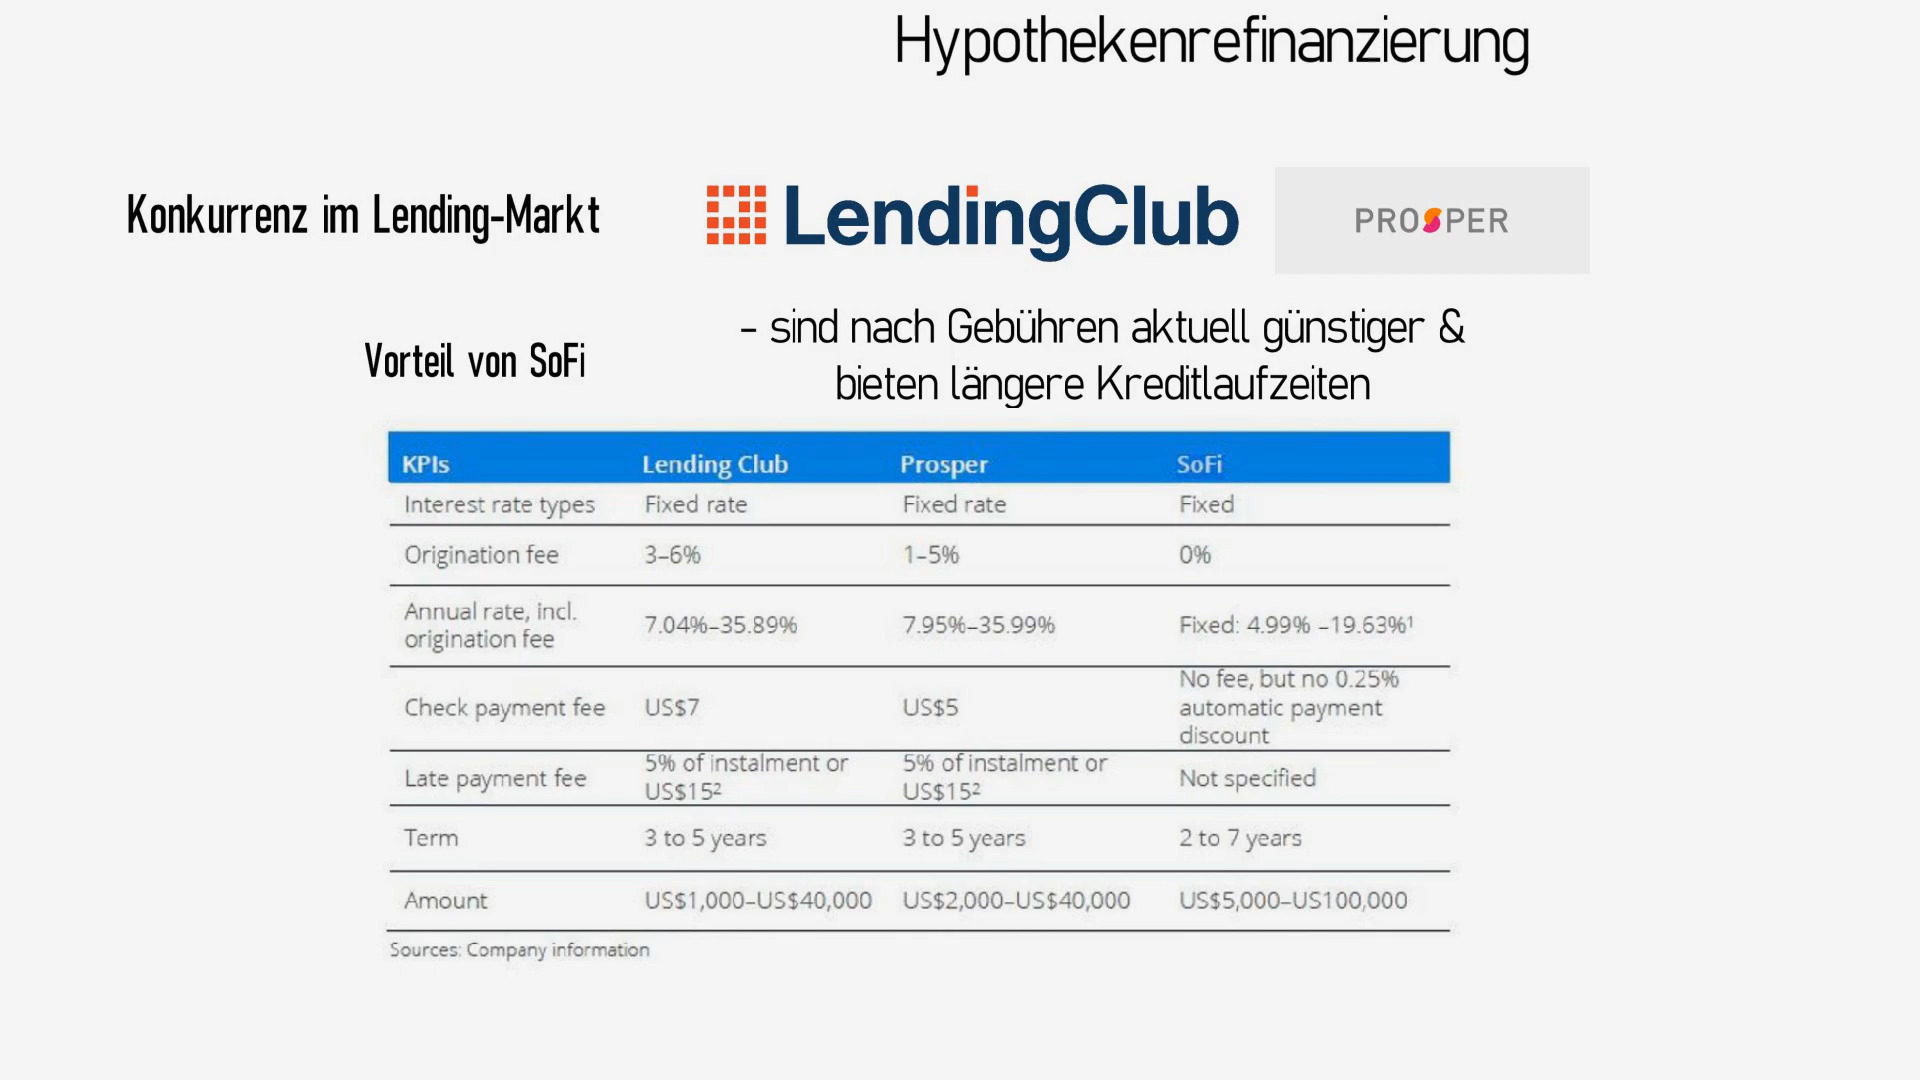 Hypothekenrefinanzierung
Konkurrenz im Lending-Markt
LendingClub
PROSPER
Vorteil von SoFi
- sind nach Gebühren aktuell günstiger &
bieten längere Kreditlaufzeiten
KPIs Lending Club Prosper SoFi
Interest rate types Fixed rate Fixed rate Fixed
Origination fee 3–6% 1–5% 0%
Annual rate, incl.
origination fee 7.04%–35.89% 7.95%–35.99% Fixed: 4.99% –19.63%¹
Check payment fee US$7 US$5 No fee, but no 0.25%
automatic payment
discount
Late payment fee 5% of instalment or
US$15² 5% of instalment or
US$15² Not specified
Term 3 to 5 years 3 to 5 years 2 to 7 years
Amount US$1,000–US$40,000 US$2,000–US$40,000 US$5,000–US100,000
Sources: Company information